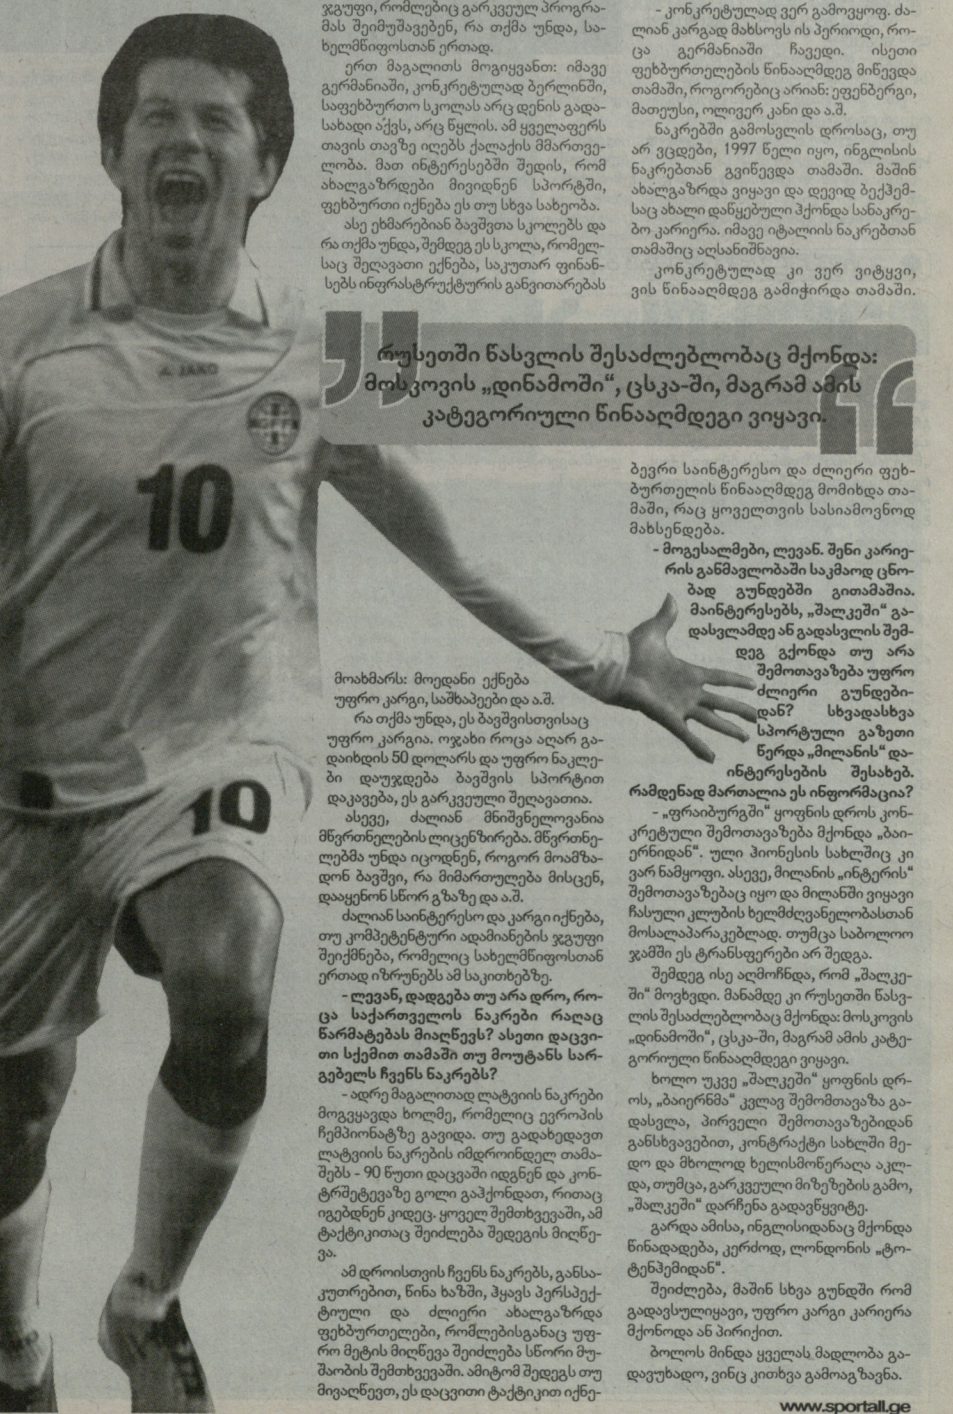 ჯგუფი, რომლებიც გარკვეულ პროგრა-
მას შეიმუშავებენ, რა თქმა უნდა, სა-
ხელმწიფოსთან ერთად.
ერთ მაგალითს მოგიყვანთ: იმავე
გერმანიაში, კონკრეტულად ბერლინში,
საფეხბურთო სკოლას არც დენის გადა-
სახადი აქვს, არც წყლის. ამ ყველაფერს
თავის თავზე იღებს ქალაქის მმართვე-
ლობა. მათ ინტერესებში შედის, რომ
ახალგაზრდები მივიდნენ სპორტში,
ფეხბურთი იქნება ეს თუ სხვა სახეობა.
ასე ეხმარებიან ბავშვთა სკოლებს და
რა თქმა უნდა, შემდეგ ეს სკოლა, რომელ-
საც შეღავათი ექნება, საკუთარ ფინან-
სებს ინფრასტრუქტურის განვითარებას
მოახმარს: მოედანი ექნება
უფრო კარგი, საშხაპეები და ა.შ.
რა თქმა უნდა, ეს ბავშვისთვისაც
უფრო კარგია. ოჯახი როცა აღარ გა-
დაიხდის 50 დოლარს და უფრო ნაკლე-
ბი დაუჯდება ბავშვის სპორტით
დაკავება, ეს გარკვეული შეღავათია.
ასევე, ძალიან მნიშვნელოვანია
მწვრთნელების ლიცენზირება. მწვრთნე-
ლებმა უნდა იცოდნენ, როგორ მოამზა-
დონ ბავშვი, რა მიმართულება მისცენ,
დააყენონ სწორ გზაზე და ა.შ.
ძალიან საინტერესო და კარგი იქნება,
თუ კომპეტენტური ადამიანების ჯგუფი
შეიქმნება, რომელიც სახელმწიფოსთან
ერთად იზრუნებს ამ საკითხებზე.
- ლევან, დადგება თუ არა დრო, რო-
ცა საქართველოს ნაკრები რაღაც
წარმატებას მიაღწევს? ასეთი დაცვი-
თი სქემით თამაში თუ მოუტანს სარ-
გებელს ჩვენს ნაკრებს?
- ადრე მაგალითად ლატვიის ნაკრები
მოგვყავდა ხოლმე, რომელიც ევროპის
ჩემპიონატზე გავიდა. თუ გადახედავთ
ლატვიის ნაკრების იმდროინდელ თამა-
შებს - 90 წუთი დაცვაში იდგნენ და კონ-
ტრშეტევაზე გოლი გაჰქონდათ, რითაც
იგებდნენ კიდეც. ყოველ შემთხვევაში, ამ
ტაქტიკითაც შეიძლება შედეგის მიღწე-
ვა.
ამ დროისთვის ჩვენს ნაკრებს, განსა-
კუთრებით, წინა ხაზში, ჰყავს პერსპექ-
ტიული და ძლიერი ახალგაზრდა
ფეხბურთელები, რომლებისგანაც უფ-
რო მეტის მიღწევა შეიძლება სწორი მუ-
შაობის შემთხვევაში. ამიტომ შედეგს თუ
მივაღწევთ, ეს დაცვითი ტაქტიკით იქნე-
- კონკრეტულად ვერ გამოვყოფ. ძა-
ლიან კარგად მახსოვს ის პერიოდი, რო-
ცა გერმანიაში ჩავედი. ისეთი
ფეხბურთელების წინააღმდეგ მიწევდა
თამაში, როგორებიც არიან: ეფენბერგი,
მათეუსი, ოლივერ კანი და ა.შ.
ნაკრებში გამოსვლის დროსაც, თუ
არ ვცდები, 1997 წელი იყო, ინგლისის
ნაკრებთან გვიწევდა თამაში. მაშინ
ახალგაზრდა ვიყავი და დევიდ ბექჰემ-
საც ახალი დაწყებული ჰქონდა სანაკრე-
ბო კარიერა. იმავე იტალიის ნაკრებთან
თამაშიც აღსანიშნავია.
კონკრეტულად კი ვერ ვიტყვი,
ვის წინააღმდეგ გამიჭირდა თამაში.
რუსეთში წასვლის შესაძლებლობაც მქონდა:
მოსკოვის „დინამოში“, ცსკა-ში, მაგრამ ამის
კატეგორიული წინააღმდეგი ვიყავი.
ბევრი საინტერესო და ძლიერი ფეხ-
ბურთელის წინააღმდეგ მომიხდა თა-
მაში, რაც ყოველთვის სასიამოვნოდ
მახსენდება.
- მოგესალმები, ლევან. შენი კარიე-
რის განმავლობაში საკმაოდ ცნო-
ბად გუნდებში გითამაშია.
მაინტერესებს, „შალკეში“ გა-
დასვლამდე ან გადასვლის შემ-
დეგ გქონდა თუ არა
შემოთავაზება უფრო
ძლიერი გუნდები-
დან? სხვადასხვა
სპორტული გაზეთი
წერდა „მილანის“ და-
ინტერესების შესახებ.
რამდენად მართალია ეს ინფორმაცია?
- „ფრაიბურგში“ ყოფნის დროს კონ-
კრეტული შემოთავაზება მქონდა „ბაი-
ერნიდან“. ული ჰიონესის სახლშიც კი
ვარ ნამყოფი. ასევე, მილანის „ინტერის“
შემოთავაზებაც იყო და მილანში ვიყავი
ჩასული კლუბის ხელმძღვანელობასთან
მოსალაპარაკებლად. თუმცა საბოლოო
ჯამში ეს ტრანსფერები არ შედგა.
შემდეგ ისე აღმოჩნდა, რომ „შალკე-
ში“ მოვხვდი. მანამდე კი რუსეთში წასვ-
ლის შესაძლებლობაც მქონდა: მოსკოვის
„დინამოში“, ცსკა-ში, მაგრამ ამის კატე-
გორიული წინააღმდეგი ვიყავი.
ხოლო უკვე „შალკეში“ ყოფნის დრ-
ოს, „ბაიერნმა“ კვლავ შემომთავაზა გა-
დასვლა, პირველი შემოთავაზებიდან
განსხვავებით, კონტრაქტი სახლში მე-
დო და მხოლოდ ხელისმოწერაღა აკლ-
და, თუმცა, გარკვეული მიზეზების გამო,
„შალკეში“ დარჩენა გადავწყვიტე.
გარდა ამისა, ინგლისიდანაც მქონდა
წინადადება, კერძოდ, ლონდონის „ტო-
ტენჰემიდან“.
შეიძლება, მაშინ სხვა გუნდში რომ
გადავსულიყავი, უფრო კარგი კარიერა
მქონოდა ან პირიქით.
ბოლოს მინდა ყველას მადლობა გა-
დავუხადო, ვინც კითხვა გამოაგზავნა.
www.sportall.ge
JAKO
10
10